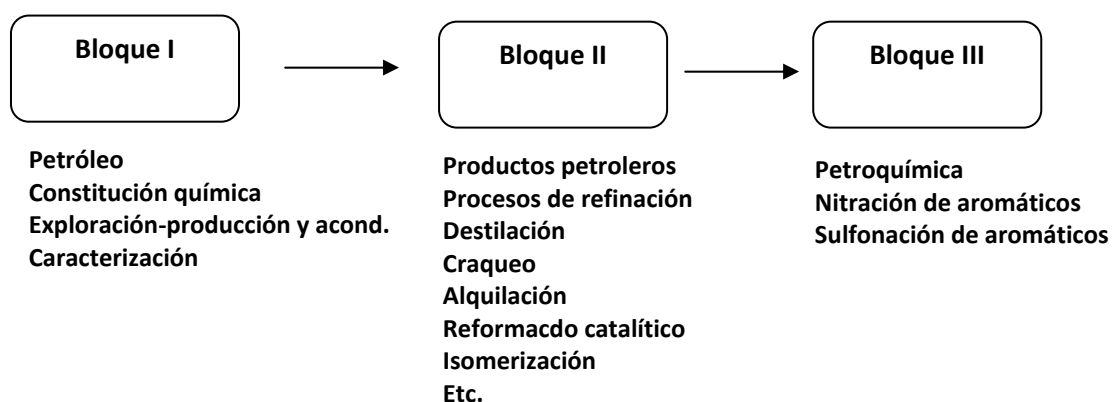 Bloque I
Petróleo
Constitución química
Exploración-producción y acond.
Caracterización
Bloque II
Productos petroleros
Procesos de refinación
Destilación
Craqueo
Alquilación
Reformacdo catalítico
Isomerización
Etc.
Bloque III
Petroquímica
Nitración de aromáticos
Sulfonación de aromáticos